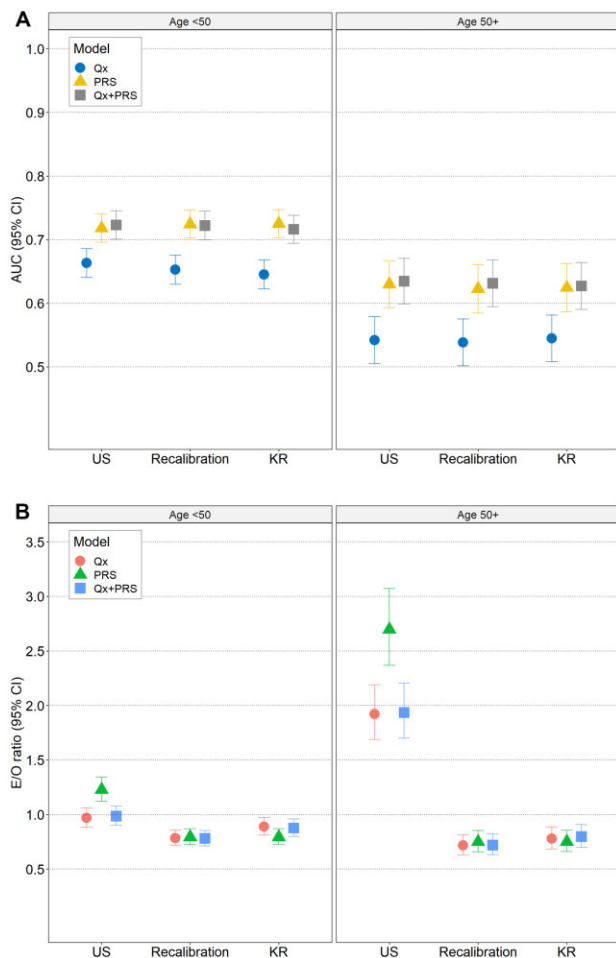 A
Age <50
Age 50+
Model
Qx
PRS
Qx+PRS
AUC (95% CI)
1.0
0.9
0.8
0.7
0.6
0.5
US
Recalibration
KR
US
Recalibration
KR
B
Age <50
Age 50+
Model
Qx
PRS
Qx+PRS
E/O ratio (95% CI)
3.5
3.0
2.5
2.0
1.5
1.0
0.5
US
Recalibration
KR
US
Recalibration
KR